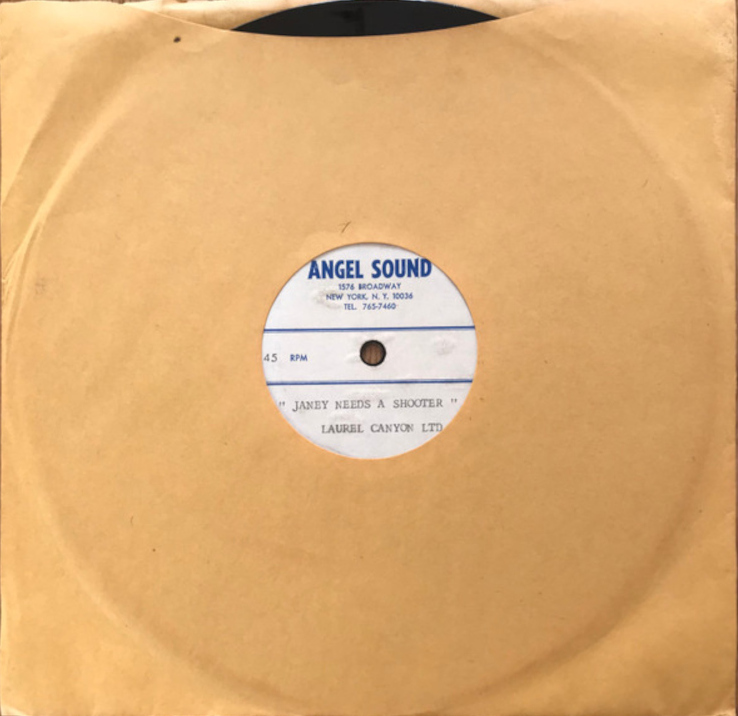 ANGEL SOUND
1576 BROADWAY
NEW YORK, N. Y. 10036
TEL. 765-7460
45 RPM
" JANEY NEEDS A SHOOTER "
LAUREL CANYON LTD